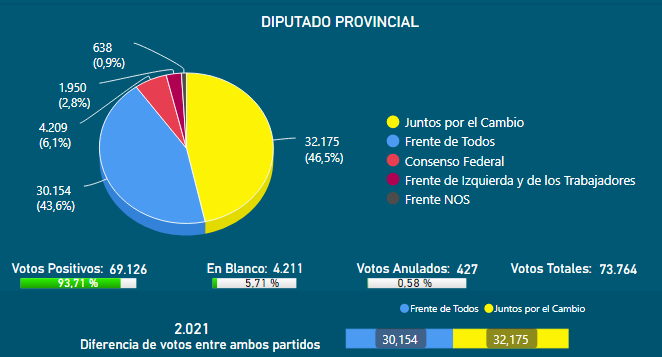 DIPUTADO PROVINCIAL
638
(0,9%)
1.950
(2,8%)
4.209
(6,1%)
30.154
(43,6%)
32.175
(46,5%)
Juntos por el Cambio
Frente de Todos
Consenso Federal
Frente de Izquierda y de los Trabajadores
Frente NOS
Votos Positivos: 69.126
93,71 %
En Blanco: 4.211
5,71 %
Votos Anulados: 427
0,58 %
Votos Totales: 73.764
Frente de Todos Juntos por el Cambio
2.021
Diferencia de votos entre ambos partidos
30,154 32,175